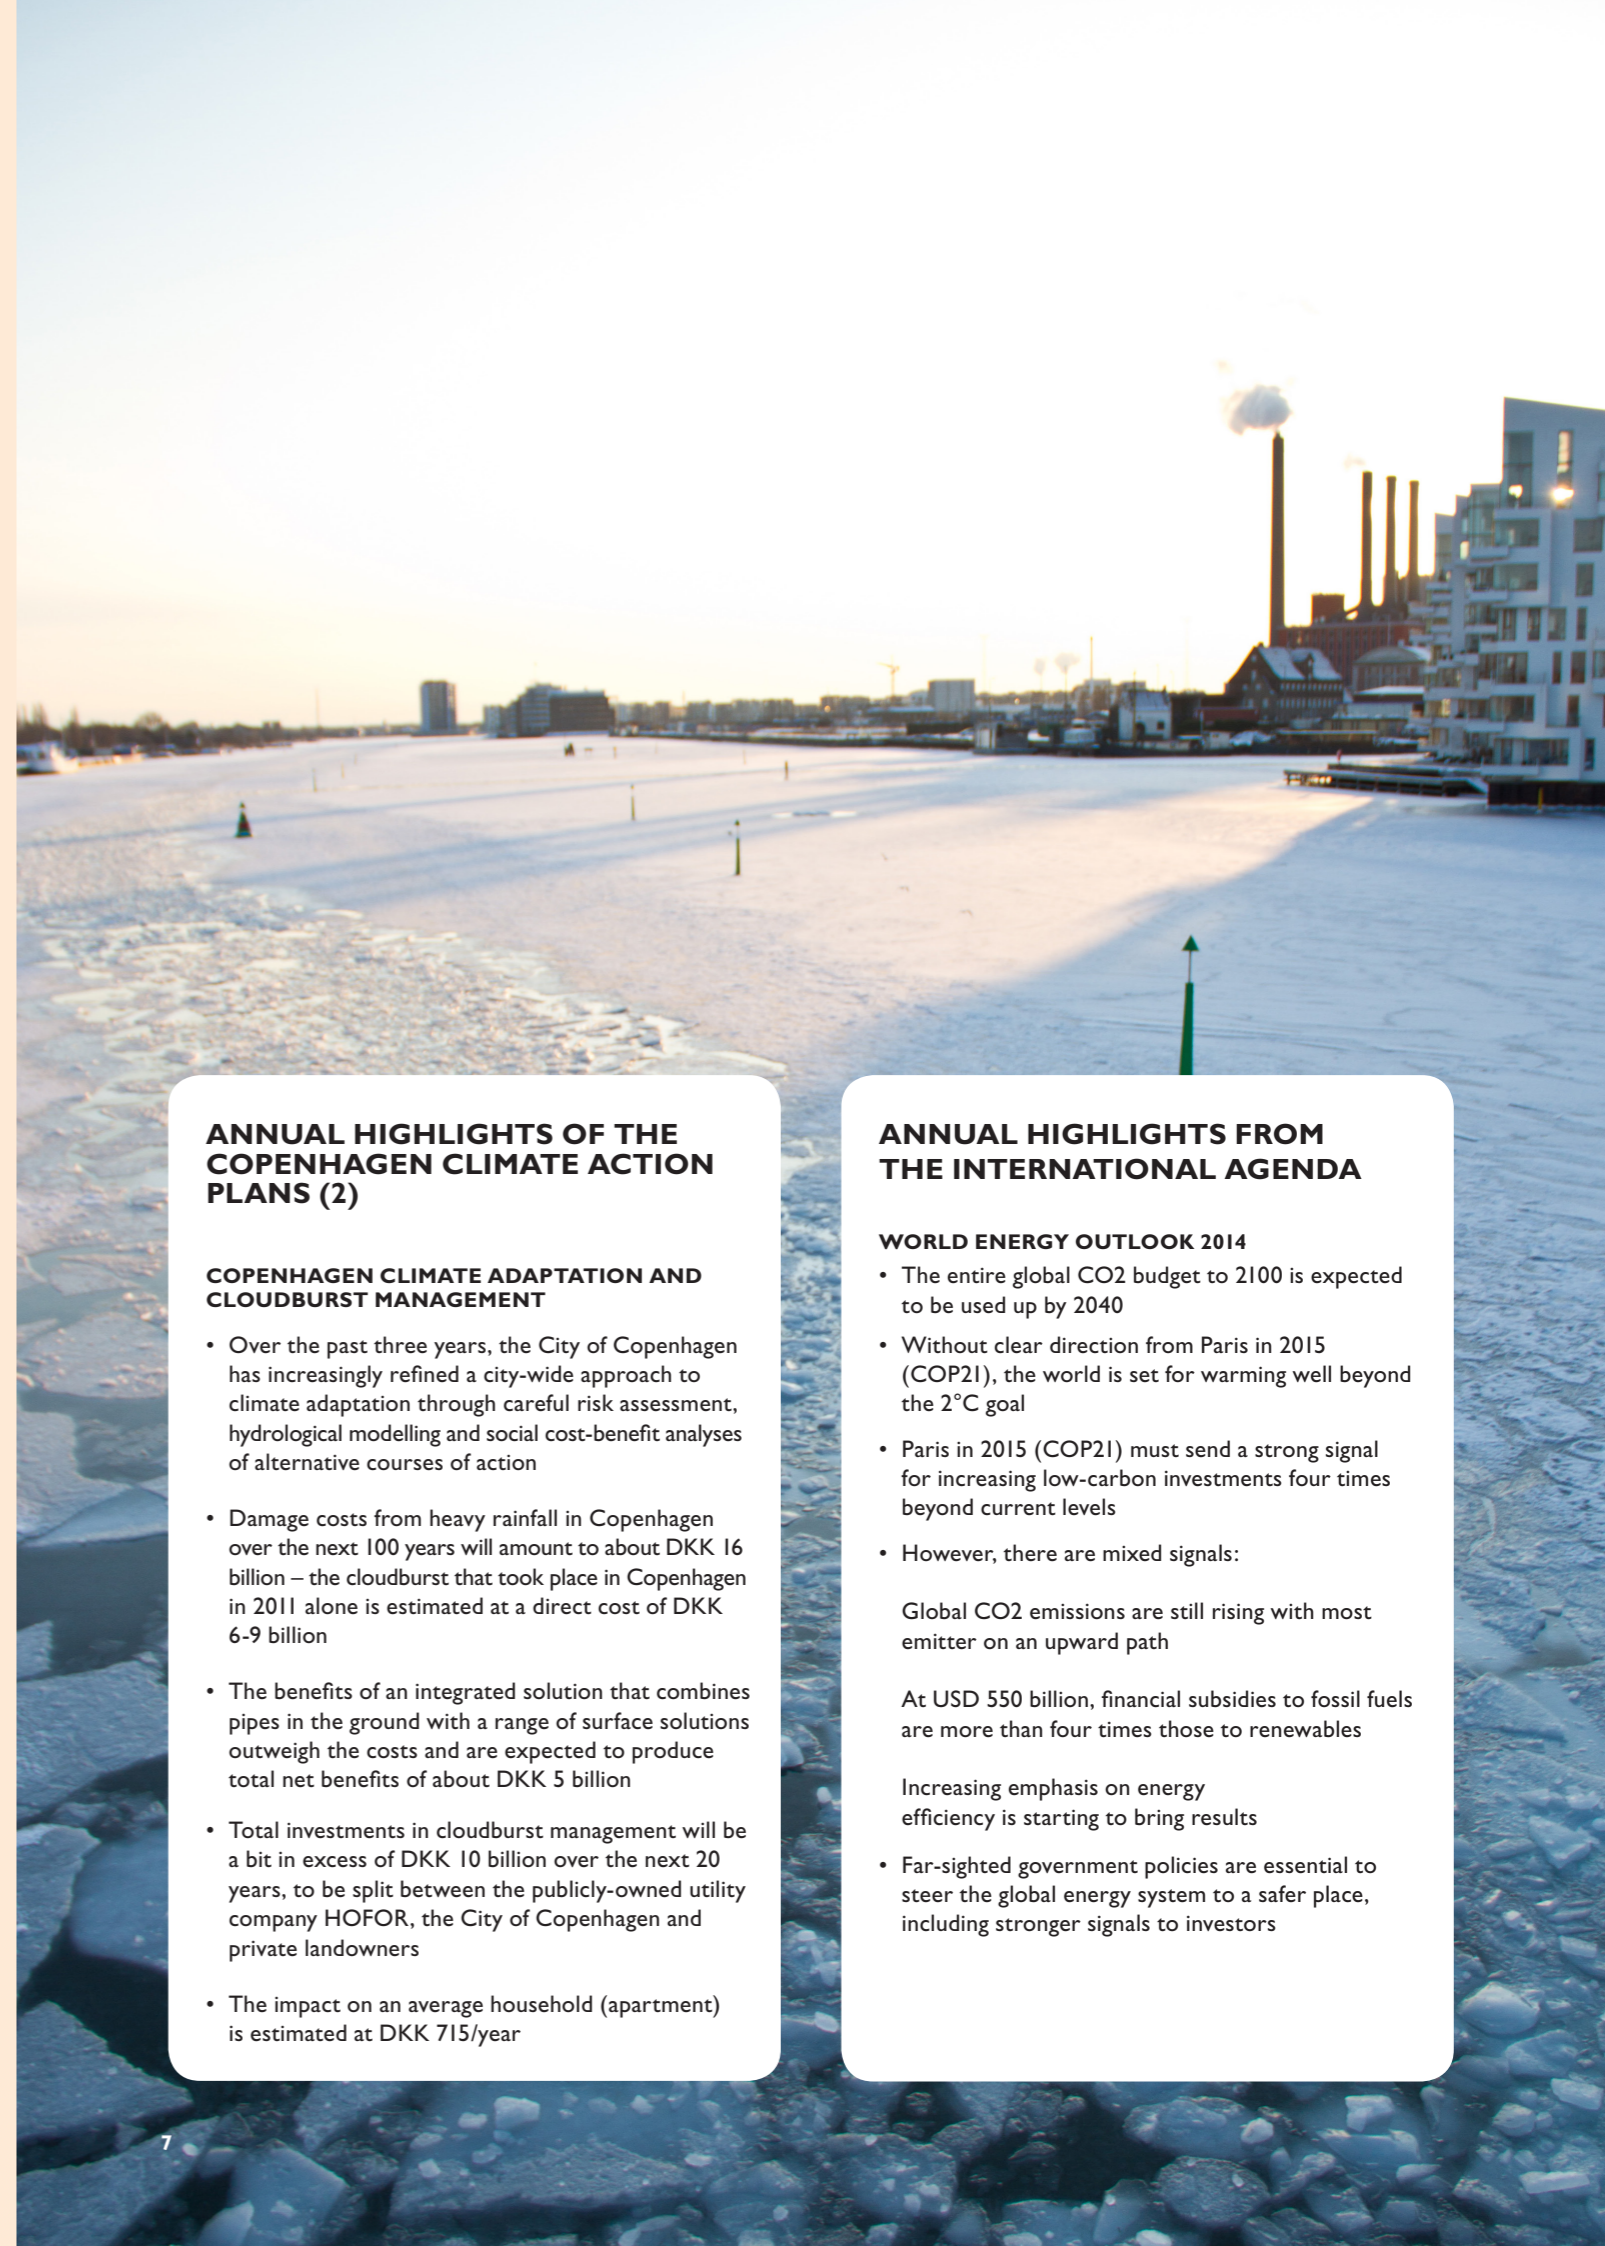 ANNUAL HIGHLIGHTS OF THE
COPENHAGEN CLIMATE ACTION
PLANS (2)
COPENHAGEN CLIMATE ADAPTATION AND
CLOUDBURST MANAGEMENT
• Over the past three years, the City of Copenhagen
has increasingly refined a city-wide approach to
climate adaptation through careful risk assessment,
hydrological modelling and social cost-benefit analyses
of alternative courses of action
• Damage costs from heavy rainfall in Copenhagen
over the next 100 years will amount to about DKK 16
billion – the cloudburst that took place in Copenhagen
in 2011 alone is estimated at a direct cost of DKK
6-9 billion
• The benefits of an integrated solution that combines
pipes in the ground with a range of surface solutions
outweigh the costs and are expected to produce
total net benefits of about DKK 5 billion
• Total investments in cloudburst management will be
a bit in excess of DKK 10 billion over the next 20
years, to be split between the publicly-owned utility
company HOFOR, the City of Copenhagen and
private landowners
• The impact on an average household (apartment)
is estimated at DKK 715/year
ANNUAL HIGHLIGHTS FROM
THE INTERNATIONAL AGENDA
WORLD ENERGY OUTLOOK 2014
• The entire global CO2 budget to 2100 is expected
to be used up by 2040
• Without clear direction from Paris in 2015
(COP21), the world is set for warming well beyond
the 2°C goal
• Paris in 2015 (COP21) must send a strong signal
for increasing low-carbon investments four times
beyond current levels
• However, there are mixed signals:
Global CO2 emissions are still rising with most
emitter on an upward path
At USD 550 billion, financial subsidies to fossil fuels
are more than four times those to renewables
Increasing emphasis on energy
efficiency is starting to bring results
• Far-sighted government policies are essential to
steer the global energy system to a safer place,
including stronger signals to investors
7